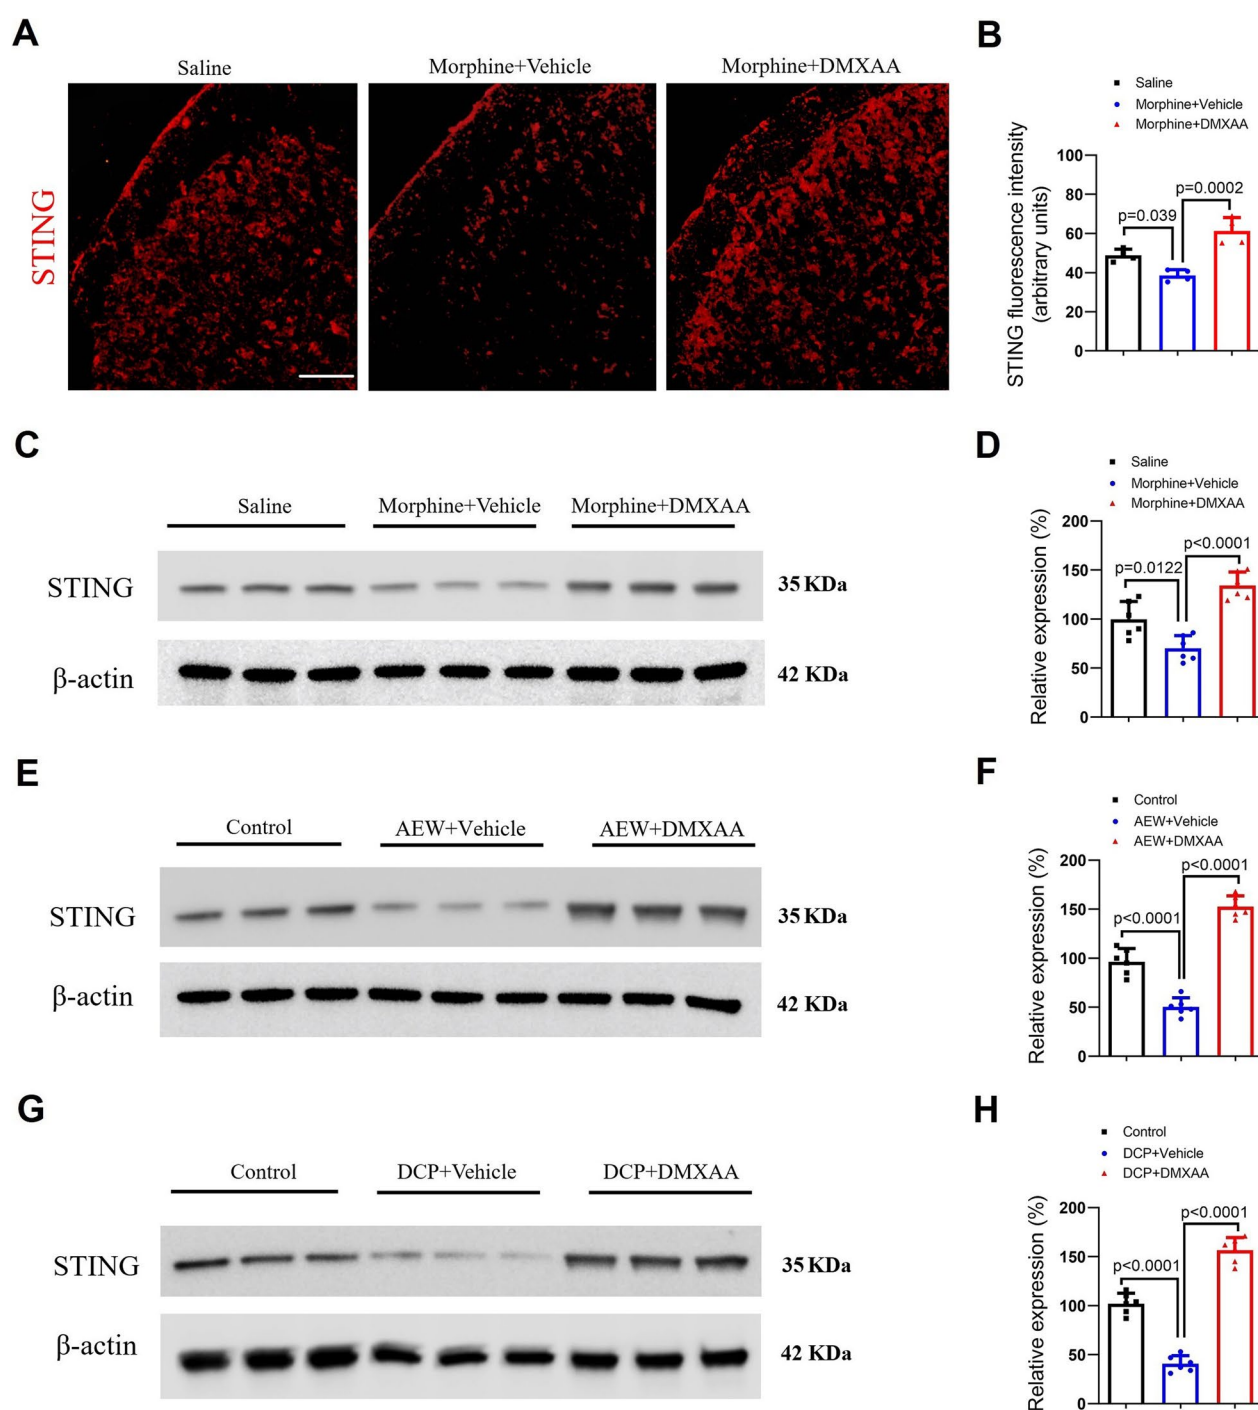 A
Saline
Morphine+Vehicle
Morphine+DMXAA
STING
B
Saline
Morphine+Vehicle
Morphine+DMXAA
STING fluorescence intensity
(arbitrary units)
100
80
60
40
20
0
p=0.039
p=0.0002
C
Saline
Morphine+Vehicle
Morphine+DMXAA
STING
35 KDa
β-actin
42 KDa
D
Saline
Morphine+Vehicle
Morphine+DMXAA
Relative expression (%)
200
150
100
50
0
p=0.0122
p<0.0001
E
Control
AEW+Vehicle
AEW+DMXAA
STING
35 KDa
β-actin
42 KDa
F
Control
AEW+Vehicle
AEW+DMXAA
Relative expression (%)
200
150
100
50
0
p<0.0001
p<0.0001
G
Control
DCP+Vehicle
DCP+DMXAA
STING
35 KDa
β-actin
42 KDa
H
Control
DCP+Vehicle
DCP+DMXAA
Relative expression (%)
200
150
100
50
0
p<0.0001
p<0.0001